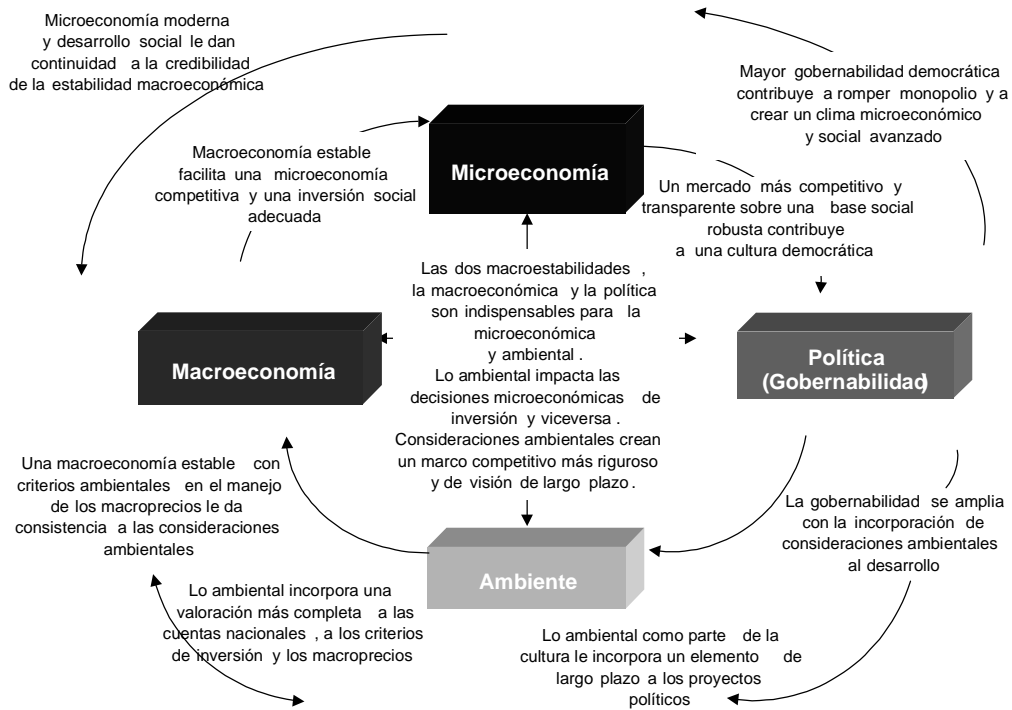 Microeconomía moderna
y desarrollo social le dan
continuidad a la credibilidad
de la estabilidad macroeconómica
Mayor gobernabilidad democrática
contribuye a romper monopolio y a
crear un clima microeconómico
y social avanzado
Macroeconomía estable
facilita una microeconomía
competitiva y una inversión social
adecuada
Microeconomía
Un mercado más competitivo y
transparente sobre una base social
robusta contribuye
a una cultura democrática
Las dos macroestabilidades ,
la macroeconómica y la política
son indispensables para la
microeconómica
y ambiental .
Lo ambiental impacta las
decisiones microeconómicas de
inversión y viceversa .
Consideraciones ambientales crean
un marco competitivo más riguroso
y de visión de largo plazo .
Macroeconomía
Política
(Gobernabilidad)
Una macroeconomía estable con
criterios ambientales en el manejo
de los macroprecios le da
consistencia a las consideraciones
ambientales
La gobernabilidad se amplia
con la incorporación de
consideraciones ambientales
al desarrollo
Ambiente
Lo ambiental incorpora una
valoración más completa a las
cuentas nacionales , a los criterios
de inversión y los macroprecios
Lo ambiental como parte de la
cultura le incorpora un elemento de
largo plazo a los proyectos
políticos